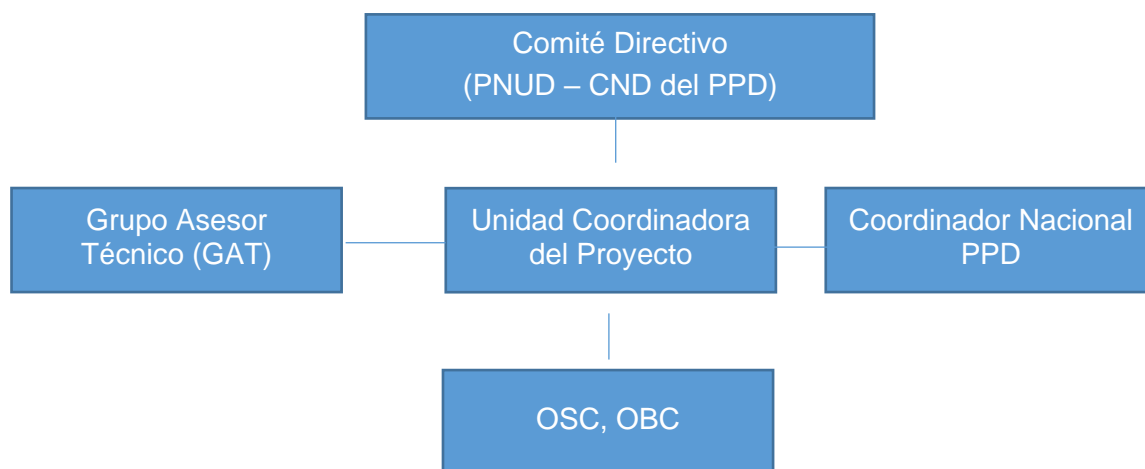 Comité Directivo
(PNUD – CND del PPD)
Grupo Asesor
Técnico (GAT)
Unidad Coordinadora
del Proyecto
Coordinador Nacional
PPD
OSC, OBC